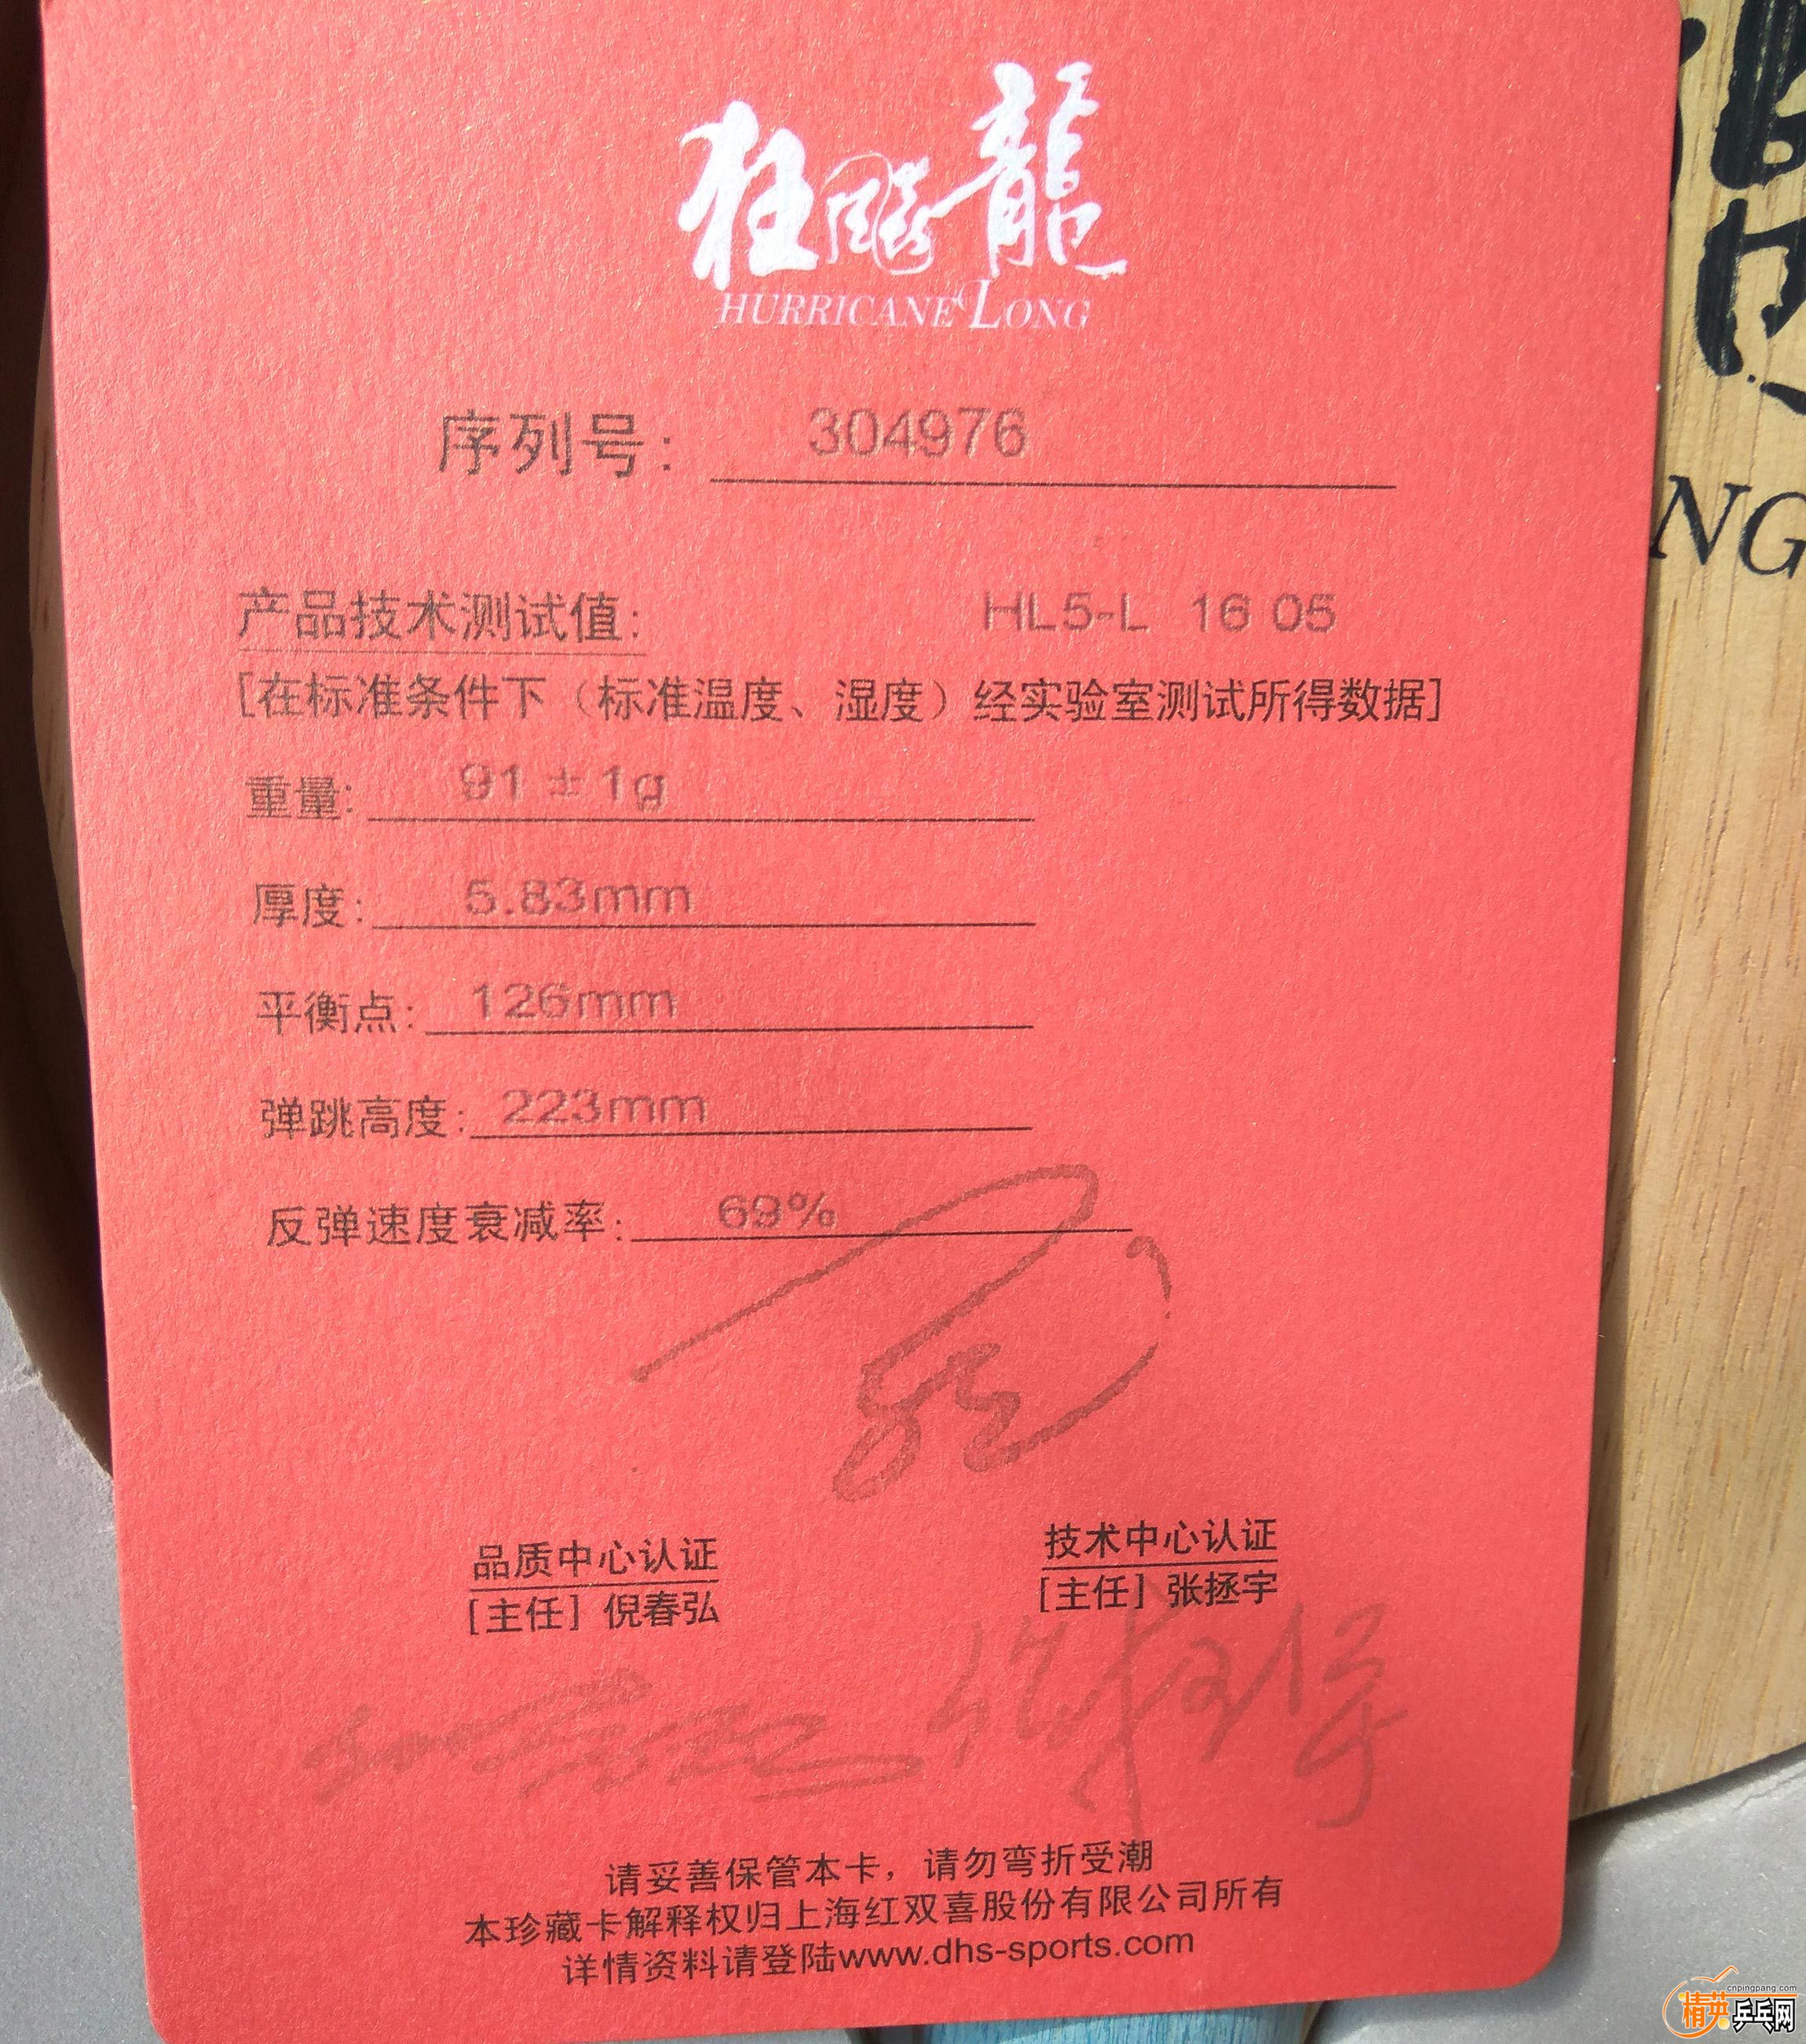 狂飚龍
HURRICANE LONG
序列号: 304976
产品技术测试值: HL5-L 16 05
[在标准条件下（标准温度、湿度）经实验室测试所得数据]
重量: 91 ± 1g
厚度: 5.83mm
平衡点: 126mm
弹跳高度: 223mm
反弹速度衰减率: 69%
品质中心认证
[主任] 倪春弘
技术中心认证
[主任] 张拯宇
请妥善保管本卡，请勿弯折受潮
本珍藏卡解释权归上海红双喜股份有限公司所有
详情资料请登陆www.dhs-sports.com
NG
cnpingpang.com
精英乒乓网